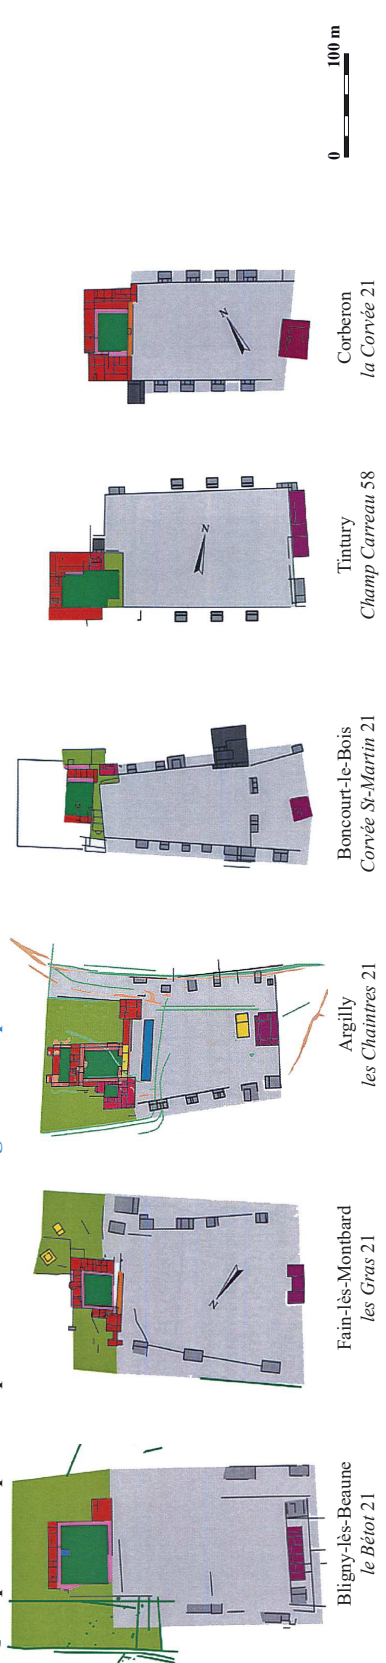 Bligny-lès-Beaune
le Bétot 21
Fain-lès-Montbard
les Gras 21
Argilly
les Chaintres 21
Boncourt-le-Bois
Corvée St-Martin 21
Tintury
Champ Carreau 58
Corberon
la Corvée 21
0 100 m
N
N
N